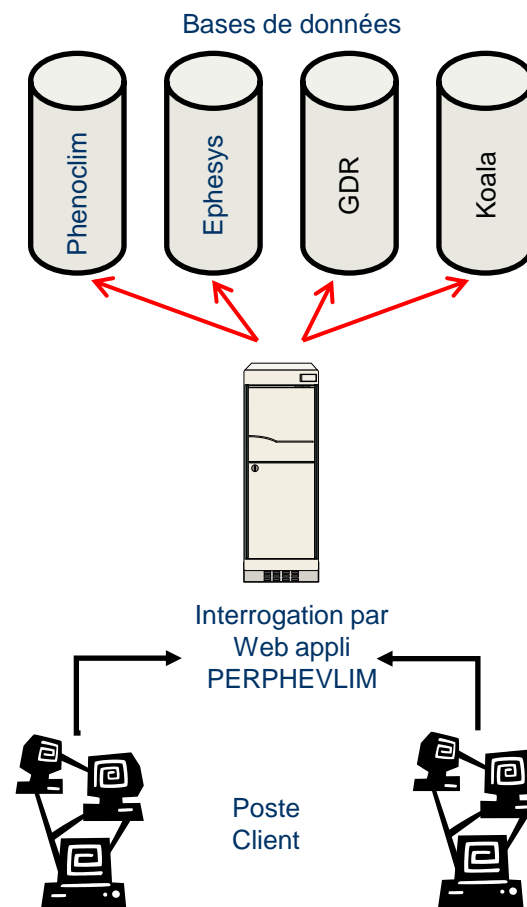 Bases de données
Phenoclim
Ephesys
GDR
Koala
Interrogation par
Web appli
PERPHEVLIM
Poste
Client